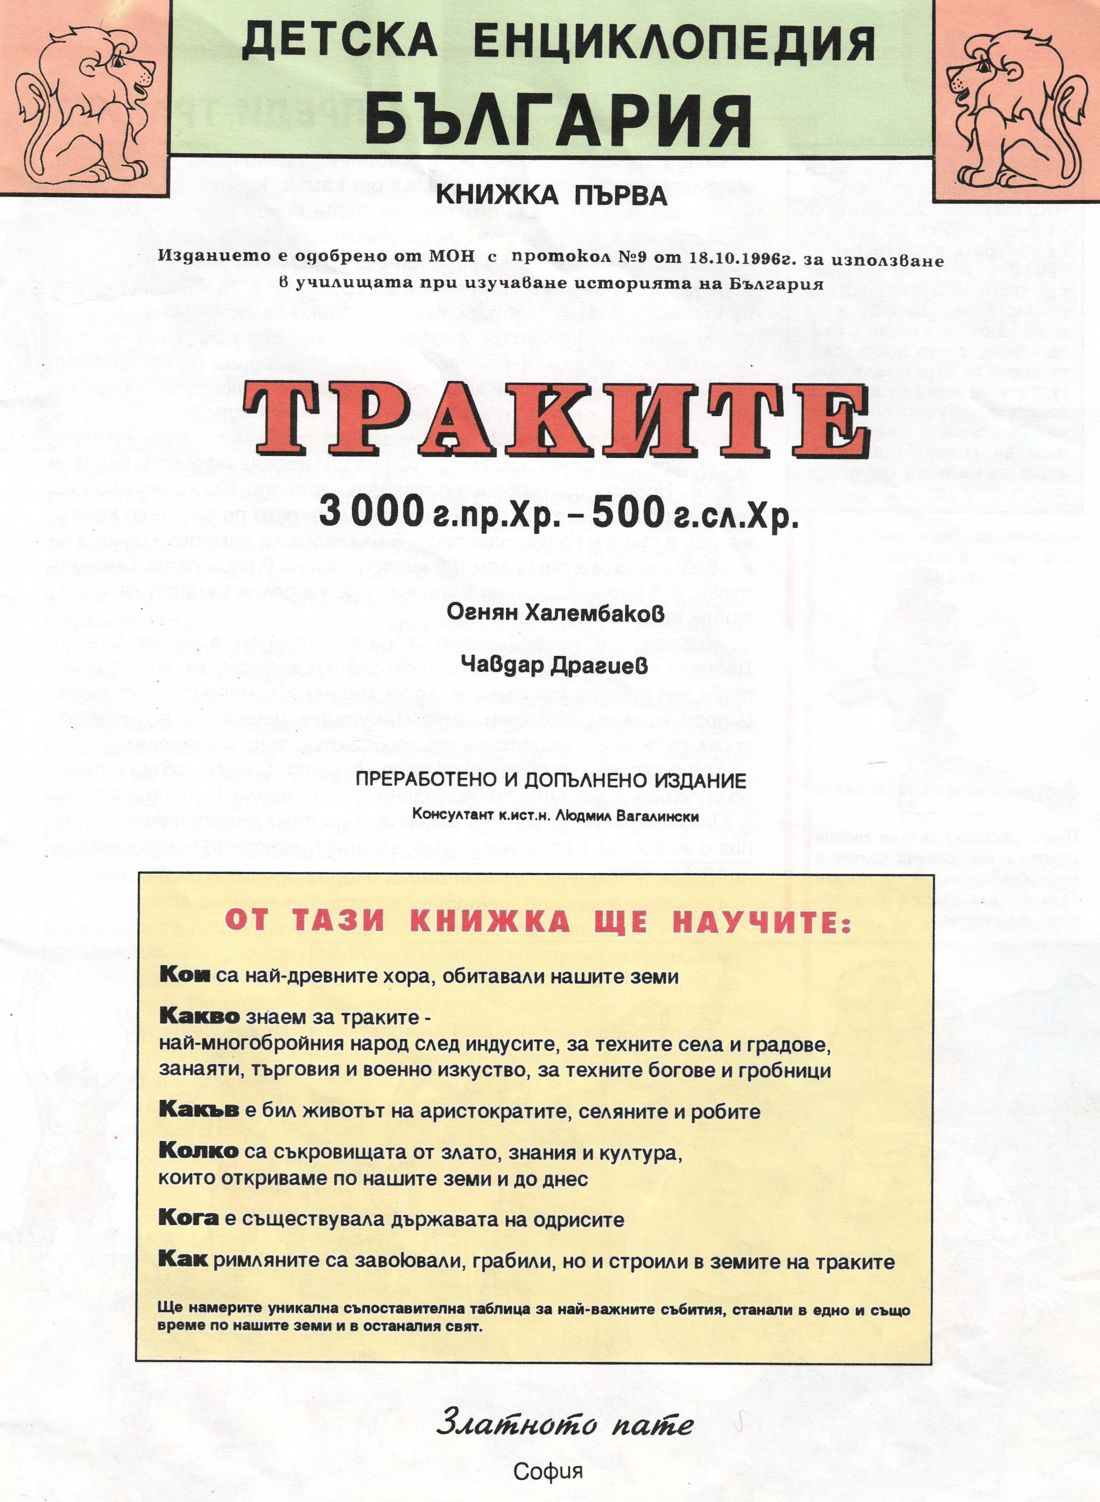 ДЕТСКА ЕНЦИКЛОПЕДИЯ
БЪЛГАРИЯ
КНИЖКА ПЪРВА
Изданието е одобрено от МОН с протокол №9 от 18.10.1996г. за използване
в училищата при изучаване историята на България
ТРАКИТЕ
3 000 г.пр.Хр. – 500 г.сл.Хр.
Огнян Халембаков
Чавдар Драгиев
ПРЕРАБОТЕНО И ДОПЪЛНЕНО ИЗДАНИЕ
Консултант к.ист.н. Людмил Вагалински
ОТ ТАЗИ КНИЖКА ЩЕ НАУЧИТЕ:
Кои са най-древните хора, обитавали нашите земи
Какво знаем за траките -
най-многобройния народ след индусите, за техните села и градове,
занаяти, търговия и военно изкуство, за техните богове и гробници
Какъв е бил животът на аристократите, селяните и робите
Колко са съкровищата от злато, знания и култура,
които откриваме по нашите земи и до днес
Кога е съществувала държавата на одрисите
Как римляните са завоювали, грабили, но и строили в земите на траките
Ще намерите уникална съпоставителна таблица за най-важните събития, станали в едно и също
време по нашите земи и в останалия свят.
Златното пате
София